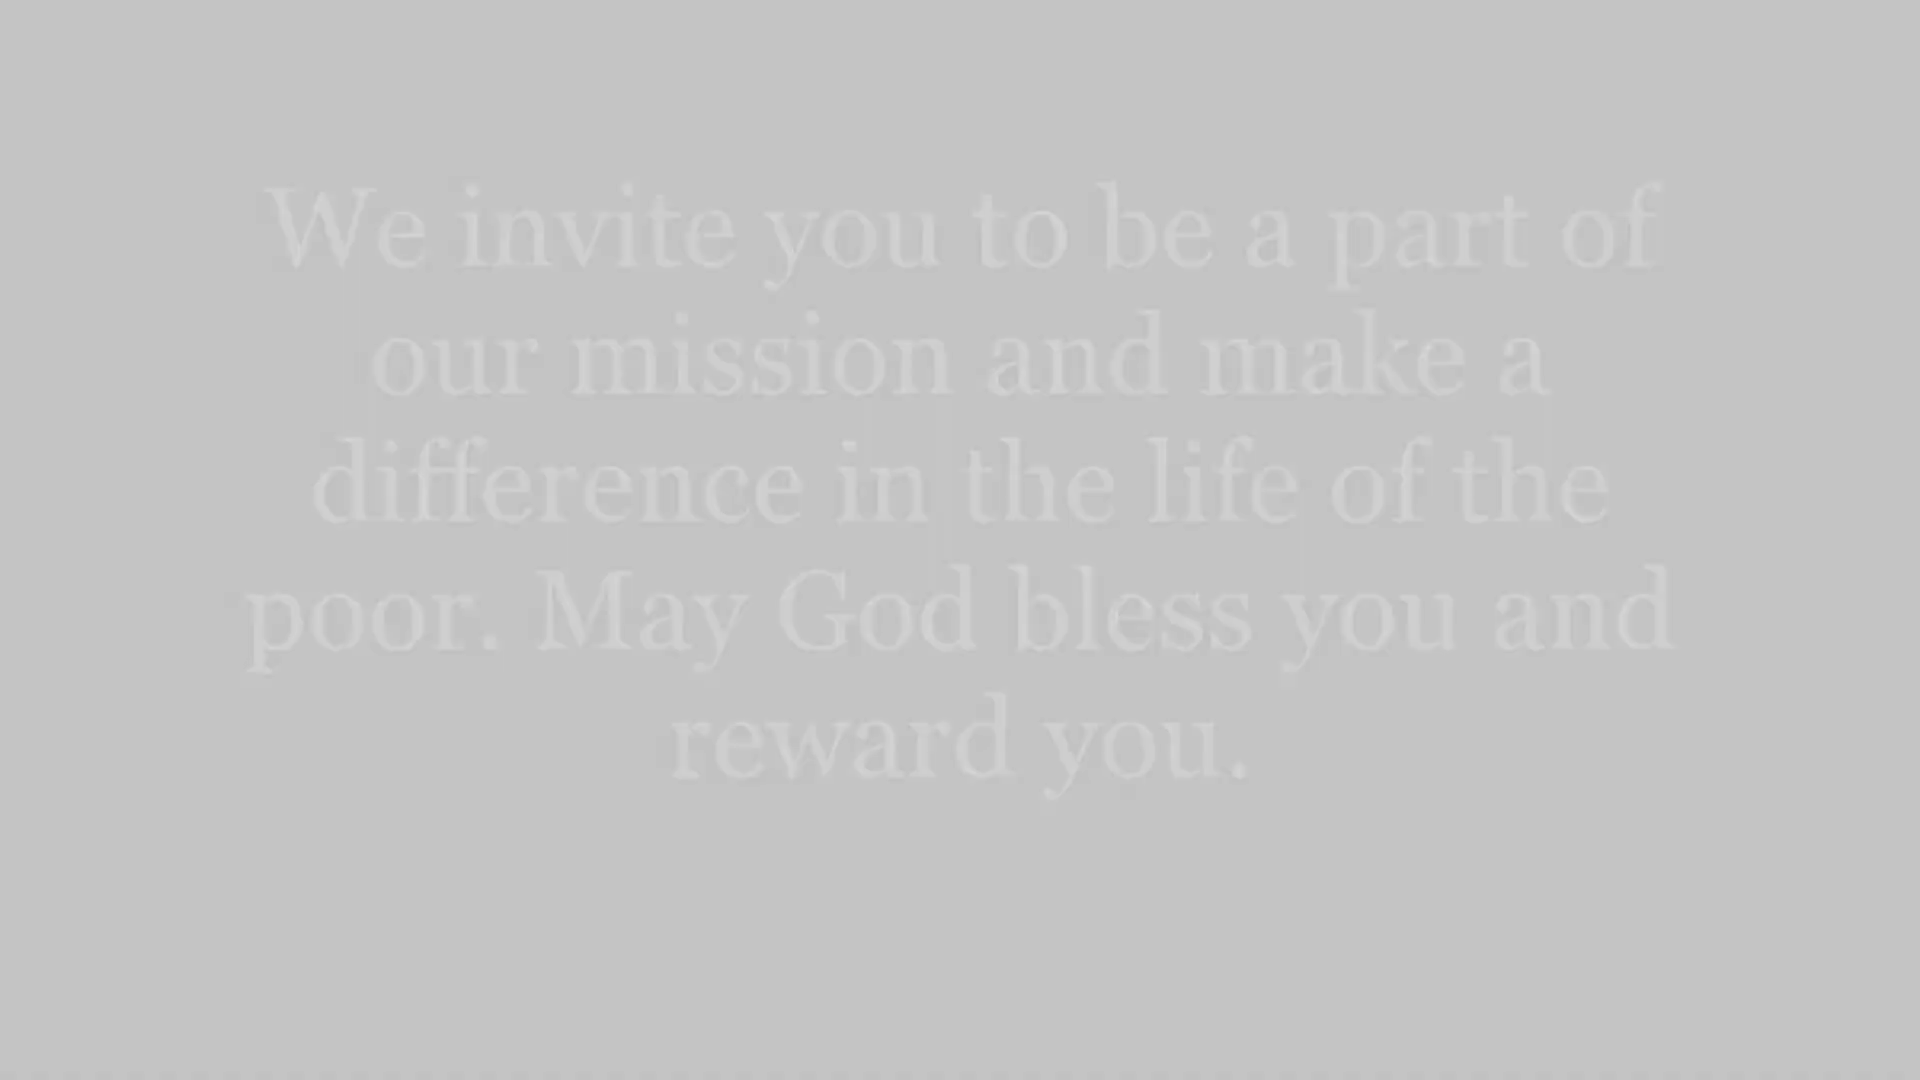 We invite you to be a part of
our mission and make a
difference in the life of the
poor. May God bless you and
reward you.